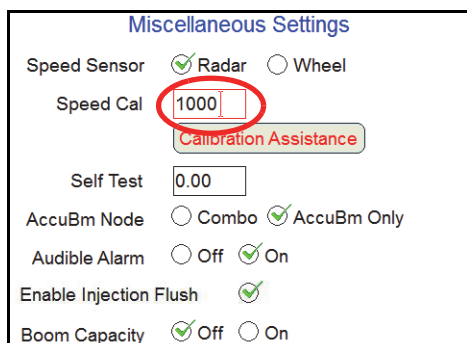 Miscellaneous Settings
Speed Sensor Radar Wheel
Speed Cal 1000
Calibration Assistance
Self Test 0.00
AccuBm Node Combo AccuBm Only
Audible Alarm Off On
Enable Injection Flush
Boom Capacity Off On